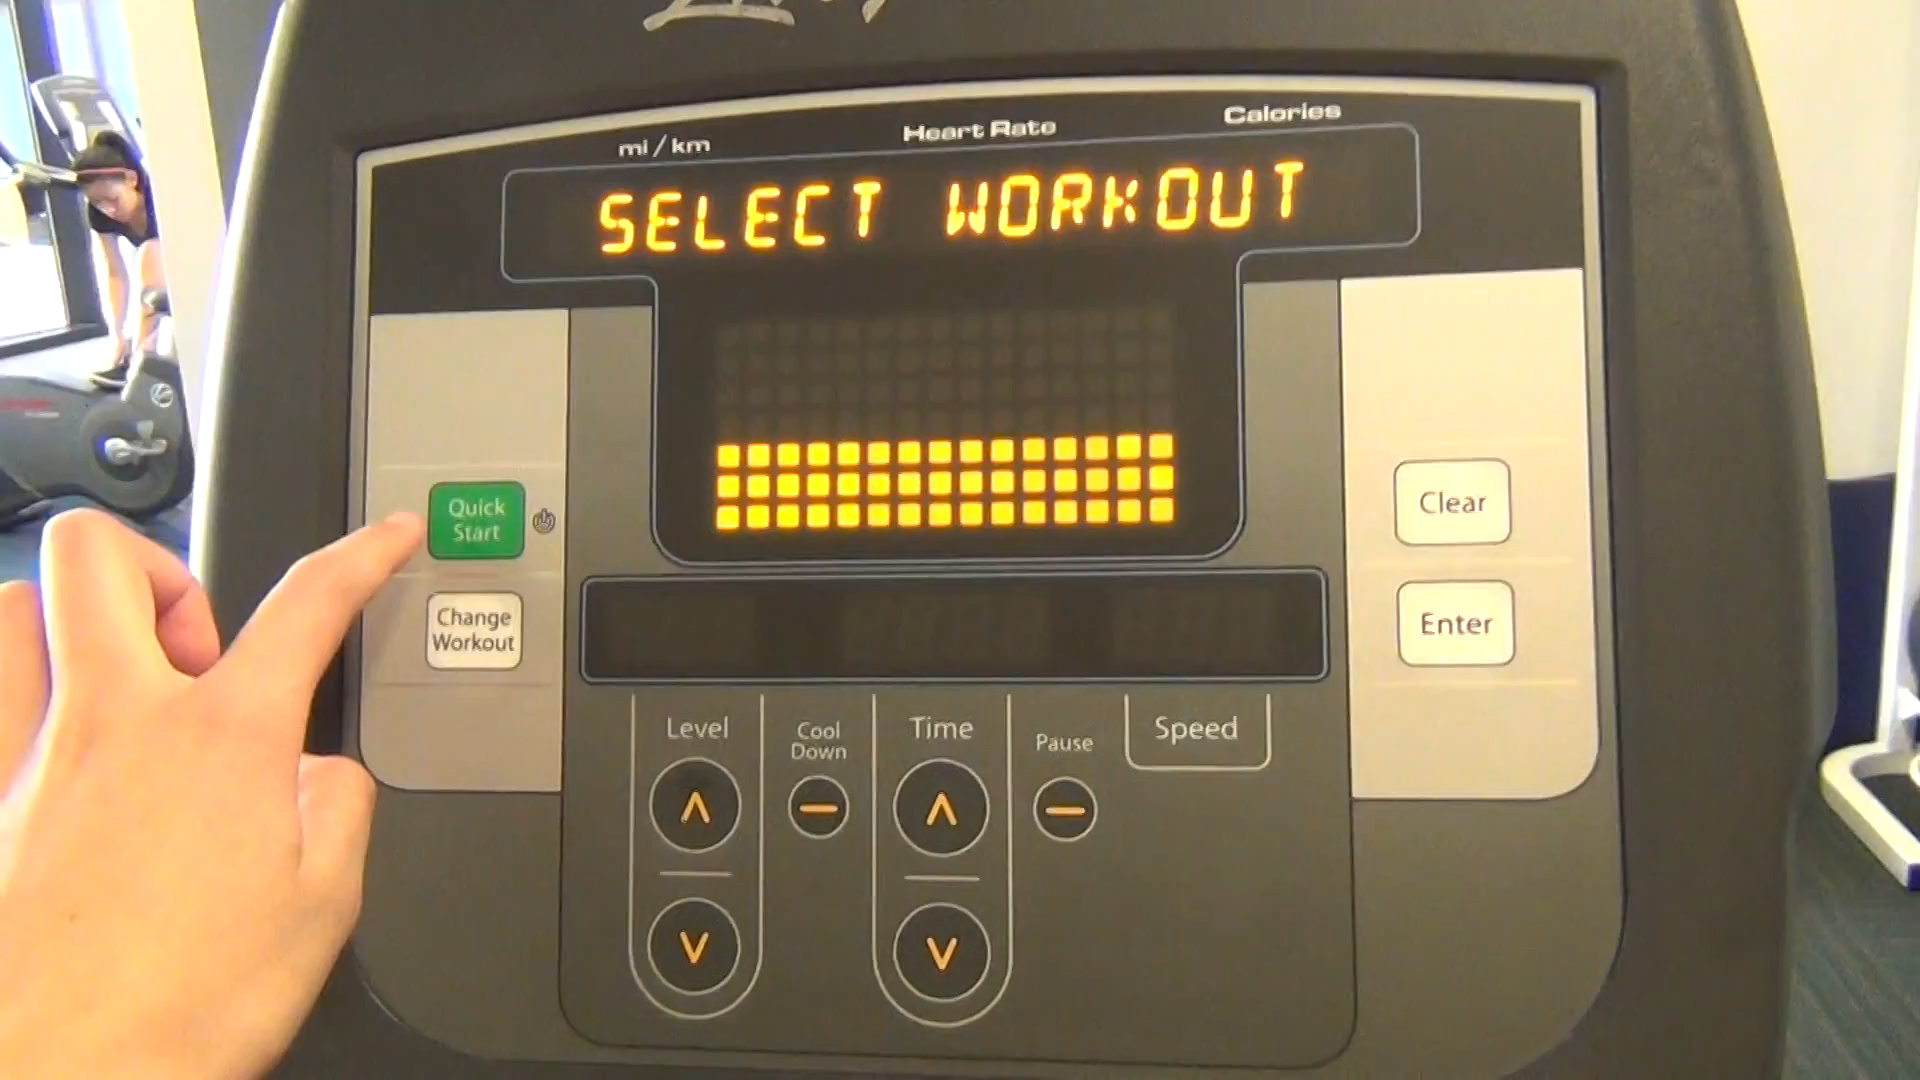 mi / km
Heart Rate
Calories
SELECT WORKOUT
Quick
Start
Change
Workout
Clear
Enter
Level
Cool
Down
Time
Pause
Speed